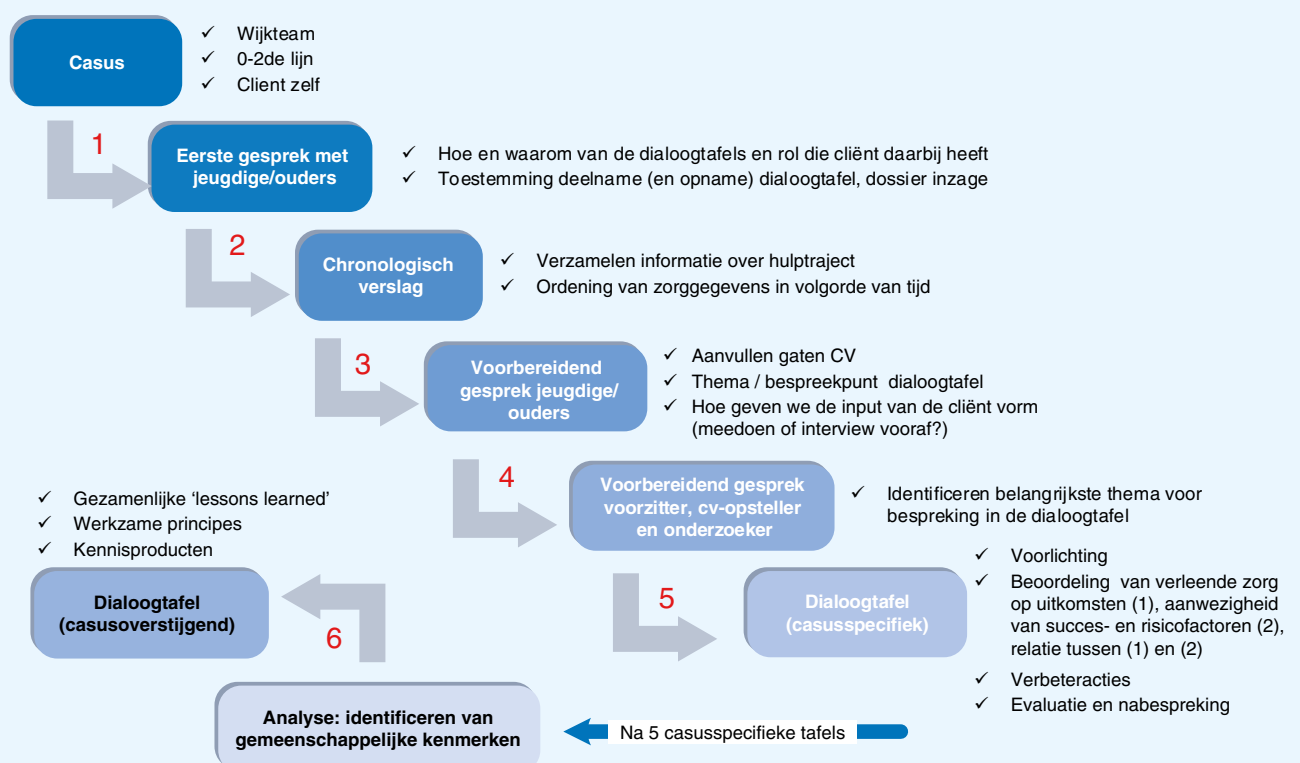 Casus
✓ Wijkteam
✓ 0-2de lijn
✓ Client zelf
1
Eerste gesprek met
jeugdige/ouders
✓ Hoe en waarom van de dialoogtafels en rol die cliënt daarbij heeft
✓ Toestemming deelname (en opname) dialoogtafel, dossier inzage
2
Chronologisch
verslag
✓ Verzamelen informatie over hulptraject
✓ Ordening van zorggegevens in volgorde van tijd
3
Voorbereidend
gesprek jeugdige/
ouders
✓ Aanvullen gaten CV
✓ Thema / bespreekpunt dialoogtafel
✓ Hoe geven we de input van de cliënt vorm
(meedoen of interview vooraf?)
4
Voorbereidend gesprek
voorzitter, cv-opsteller
en onderzoeker
✓ Identificeren belangrijkste thema voor
bespreking in de dialoogtafel
5
Dialoogtafel
(casusspecifiek)
✓ Voorlichting
✓ Beoordeling van verleende zorg
op uitkomsten (1), aanwezigheid
van succes- en risicofactoren (2),
relatie tussen (1) en (2)
✓ Verbeteracties
✓ Evaluatie en nabespreking
Na 5 casusspecifieke tafels
Analyse: identificeren van
gemeenschappelijke kenmerken
6
Dialoogtafel
(casusoverstijgend)
✓ Gezamenlijke ‘lessons learned’
✓ Werkzame principes
✓ Kennisproducten